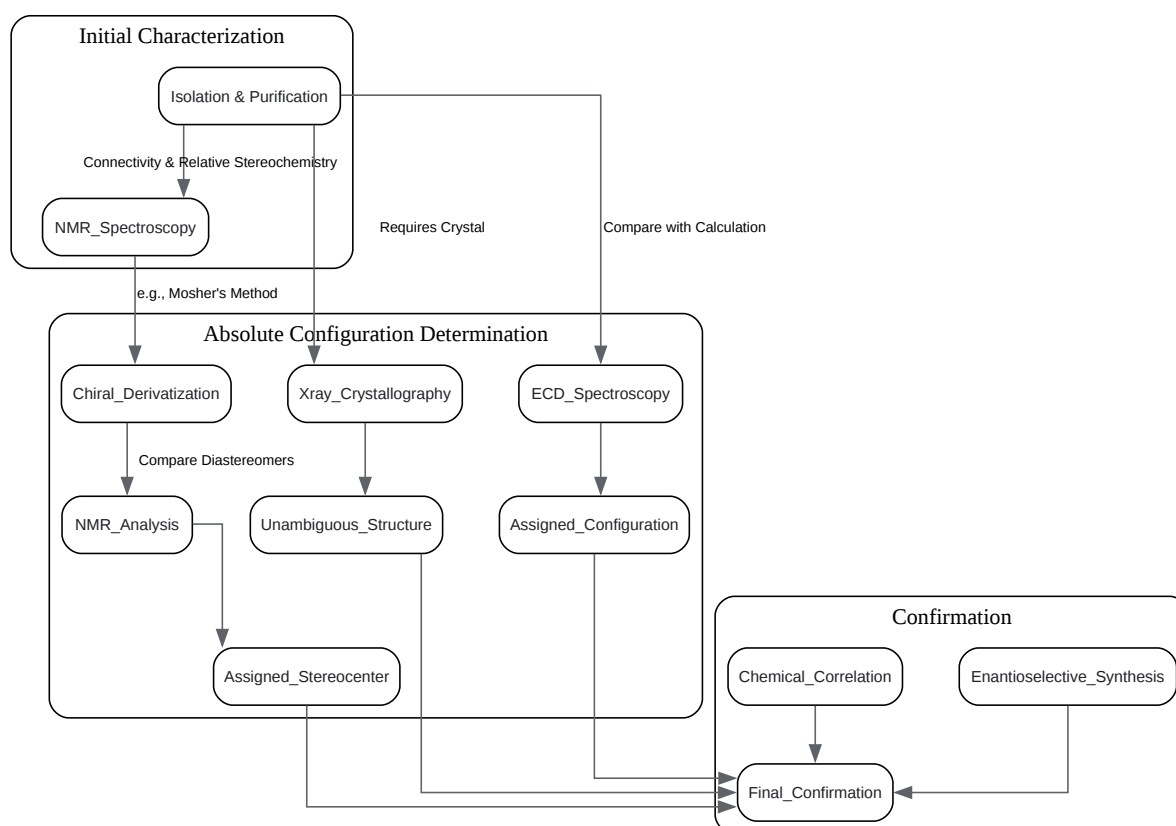 Initial Characterization
Isolation & Purification
Connectivity & Relative Stereochemistry
NMR_Spectroscopy
Requires Crystal
Compare with Calculation
e.g., Mosher's Method
Absolute Configuration Determination
Chiral_Derivatization
Xray_Crystallography
ECD_Spectroscopy
Compare Diastereomers
NMR_Analysis
Unambiguous_Structure
Assigned_Configuration
Assigned_Stereocenter
Confirmation
Chemical_Correlation
Enantioselective_Synthesis
Final_Confirmation